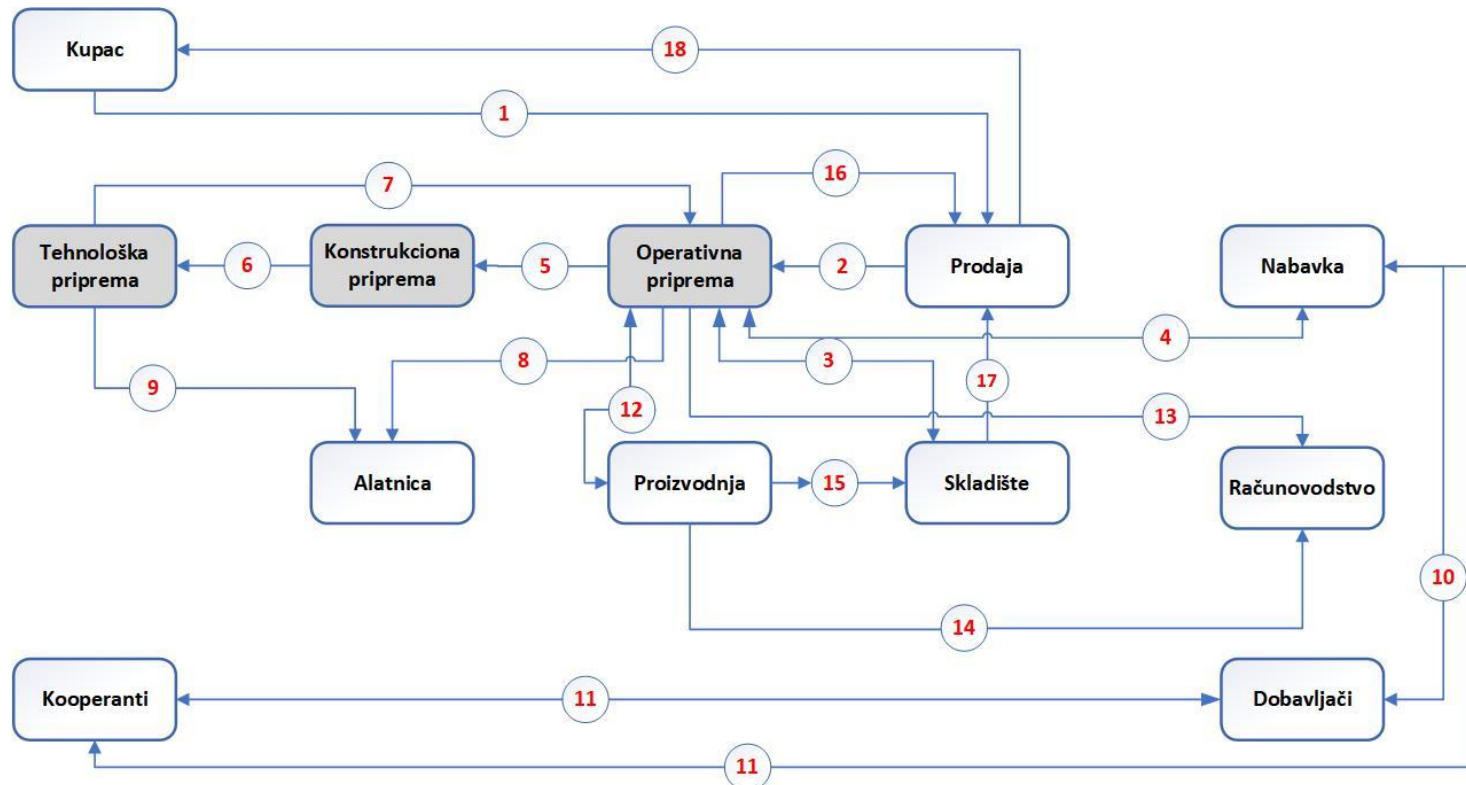 Kupac
18
1
7
16
Tehnološka
priprema
6
Konstrukciona
priprema
5
Operativna
priprema
2
Prodaja
Nabavka
4
3
8
9
17
12
13
Alatnica
Proizvodnja
15
Skladište
Računovodstvo
10
14
Kooperanti
11
Dobavljači
11